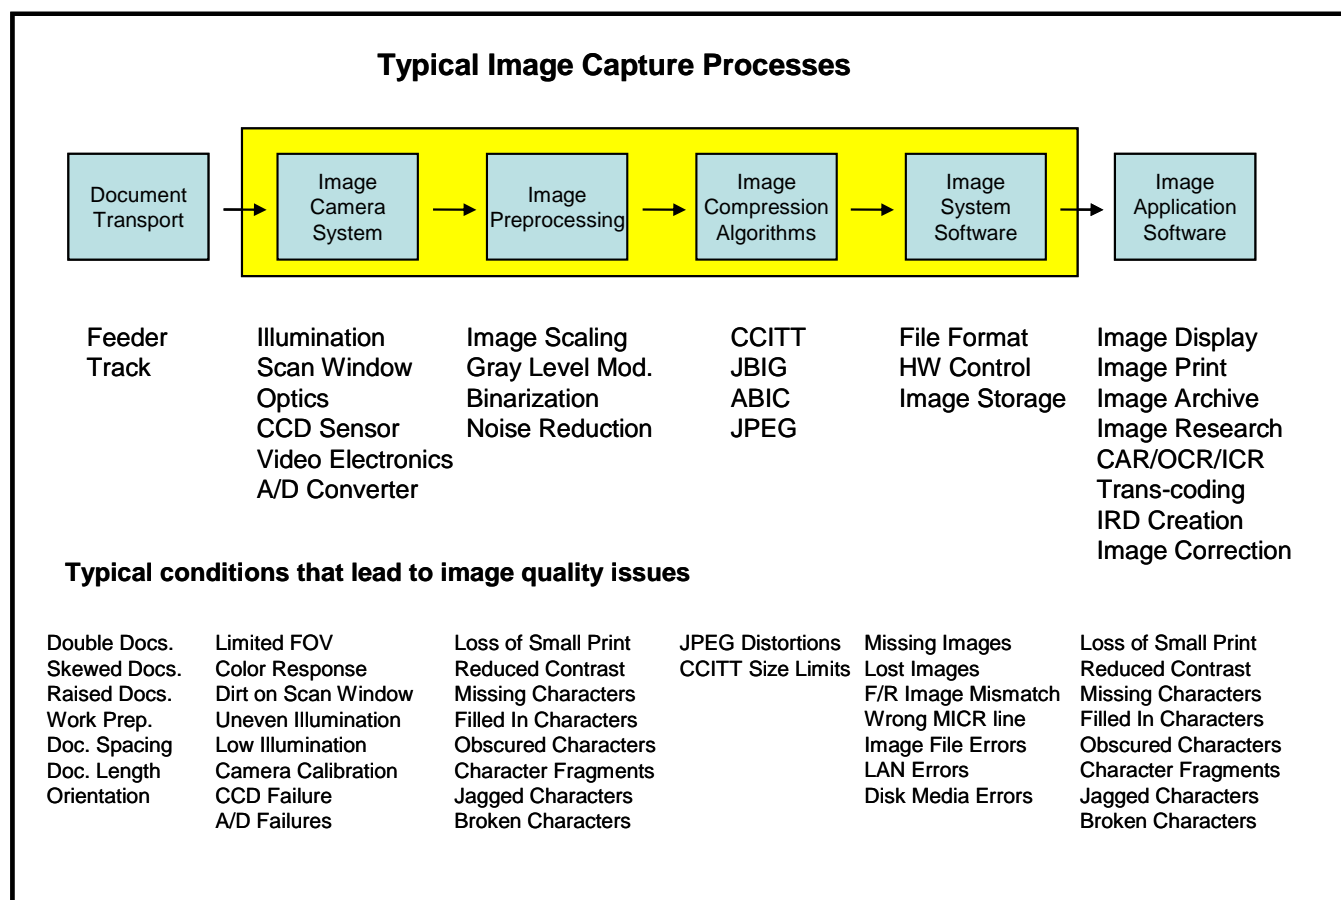 Typical Image Capture Processes
Document
Transport
Image
Camera
System
Image
Preprocessing
Image
Compression
Algorithms
Image
System
Software
Image
Application
Software
Feeder
Track
Illumination
Scan Window
Optics
CCD Sensor
Video Electronics
A/D Converter
Image Scaling
Gray Level Mod.
Binarization
Noise Reduction
CCITT
JBIG
ABIC
JPEG
File Format
HW Control
Image Storage
Image Display
Image Print
Image Archive
Image Research
CAR/OCR/ICR
Trans-coding
IRD Creation
Image Correction
Typical conditions that lead to image quality issues
Double Docs.
Skewed Docs.
Raised Docs.
Work Prep.
Doc. Spacing
Doc. Length
Orientation
Limited FOV
Color Response
Dirt on Scan Window
Uneven Illumination
Low Illumination
Camera Calibration
CCD Failure
A/D Failures
Loss of Small Print
Reduced Contrast
Missing Characters
Filled In Characters
Obscured Characters
Character Fragments
Jagged Characters
Broken Characters
JPEG Distortions
CCITT Size Limits
Missing Images
Lost Images
F/R Image Mismatch
Wrong MICR line
Image File Errors
LAN Errors
Disk Media Errors
Loss of Small Print
Reduced Contrast
Missing Characters
Filled In Characters
Obscured Characters
Character Fragments
Jagged Characters
Broken Characters